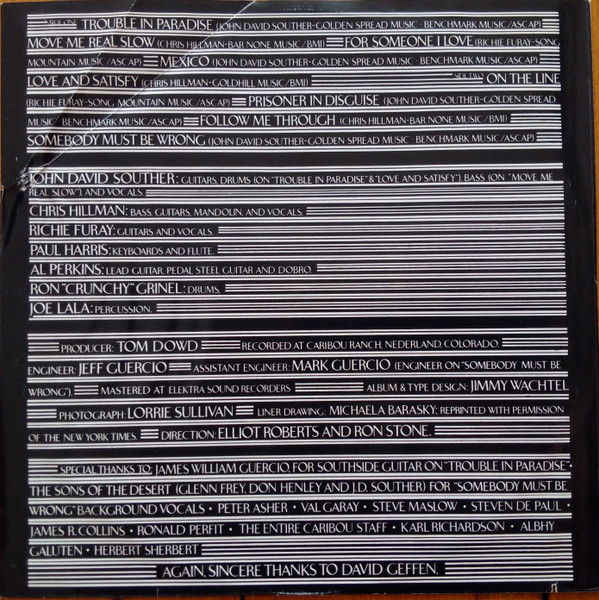 SIDE ONE TROUBLE IN PARADISE (JOHN DAVID SOUTHER-GOLDEN SPREAD MUSIC - BENCHMARK MUSIC/ASCAP)
MOVE ME REAL SLOW (CHRIS HILLMAN-BAR NONE MUSIC/BMI) FOR SOMEONE I LOVE (RICHIE FURAY-SONG
MOUNTAIN MUSIC/ASCAP) MEXICO (JOHN DAVID SOUTHER-GOLDEN SPREAD MUSIC - BENCHMARK MUSIC/ASCAP)
LOVE AND SATISFY (CHRIS HILLMAN-GOLDHILL MUSIC/BMI) SIDE TWO ON THE LINE
(RICHIE FURAY-SONG MOUNTAIN MUSIC/ASCAP) PRISONER IN DISGUISE (JOHN DAVID SOUTHER-GOLDEN SPREAD
MUSIC - BENCHMARK MUSIC/ASCAP) FOLLOW ME THROUGH (CHRIS HILLMAN-BAR NONE MUSIC/BMI)
SOMEBODY MUST BE WRONG (JOHN DAVID SOUTHER-GOLDEN SPREAD MUSIC - BENCHMARK MUSIC/ASCAP)
JOHN DAVID SOUTHER: GUITARS, DRUMS (ON "TROUBLE IN PARADISE" & "LOVE AND SATISFY"), BASS (ON "MOVE ME
REAL SLOW"), AND VOCALS.
CHRIS HILLMAN: BASS, GUITARS, MANDOLIN, AND VOCALS.
RICHIE FURAY: GUITARS AND VOCALS.
PAUL HARRIS: KEYBOARDS AND FLUTE.
AL PERKINS: LEAD GUITAR, PEDAL STEEL GUITAR AND DOBRO.
RON "CRUNCHY" GRINEL: DRUMS.
JOE LALA: PERCUSSION.
PRODUCER: TOM DOWD RECORDED AT CARIBOU RANCH, NEDERLAND, COLORADO.
ENGINEER: JEFF GUERCIO ASSISTANT ENGINEER: MARK GUERCIO (ENGINEER ON "SOMEBODY MUST BE
WRONG"). MASTERED AT ELEKTRA SOUND RECORDERS ALBUM & TYPE DESIGN: JIMMY WACHTEL
PHOTOGRAPH: LORRIE SULLIVAN LINER DRAWING: MICHAELA BARASKY; REPRINTED WITH PERMISSION
OF THE NEW YORK TIMES. DIRECTION: ELLIOT ROBERTS AND RON STONE.
SPECIAL THANKS TO: JAMES WILLIAM GUERCIO, FOR SOUTHSIDE GUITAR ON "TROUBLE IN PARADISE" •
THE SONS OF THE DESERT (GLENN FREY, DON HENLEY AND J.D. SOUTHER) FOR "SOMEBODY MUST BE
WRONG" BACKGROUND VOCALS • PETER ASHER • VAL GARAY • STEVE MASLOW • STEVEN DE PAUL •
JAMES R. COLLINS • RONALD PERFIT • THE ENTIRE CARIBOU STAFF • KARL RICHARDSON • ALBHY
GALUTEN • HERBERT SHERBERT
AGAIN, SINCERE THANKS TO DAVID GEFFEN.